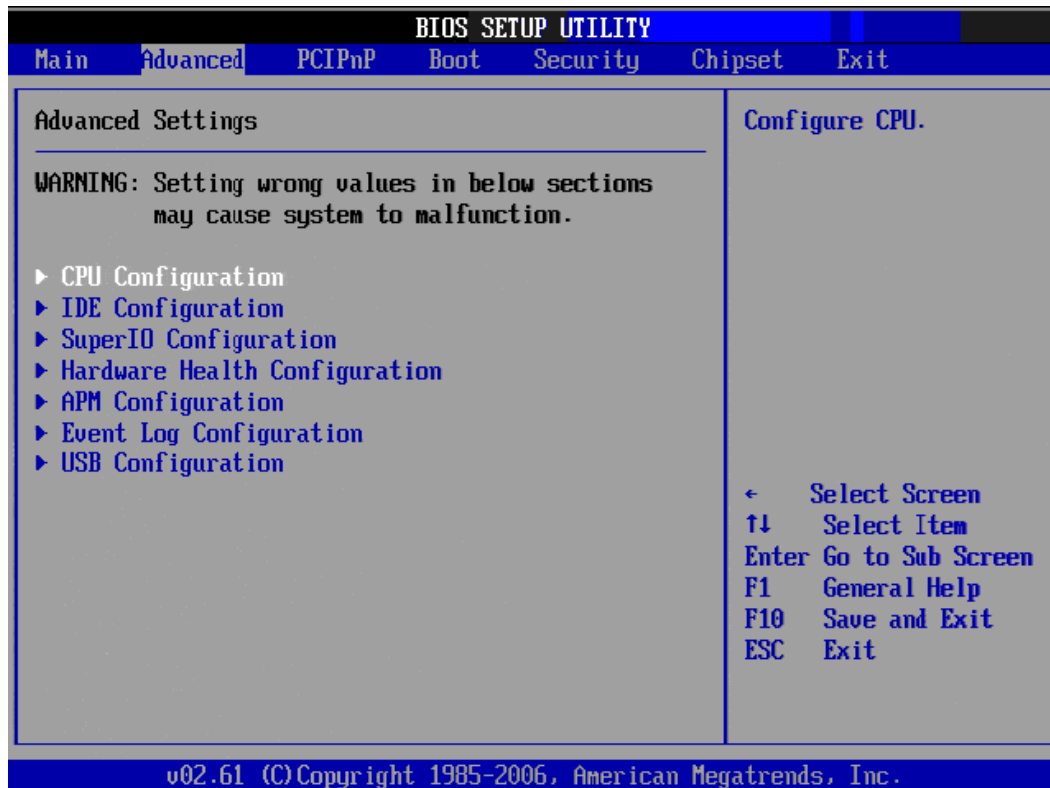 BIOS SETUP UTILITY
Main Advanced PCIPnP Boot Security Chipset Exit
Advanced Settings
WARNING: Setting wrong values in below sections
may cause system to malfunction.
CPU Configuration
IDE Configuration
SuperIO Configuration
Hardware Health Configuration
APM Configuration
Event Log Configuration
USB Configuration
Configure CPU.
← Select Screen
↑↓ Select Item
Enter Go to Sub Screen
F1 General Help
F10 Save and Exit
ESC Exit
v02.61 (C)Copyright 1985-2006, American Megatrends, Inc.